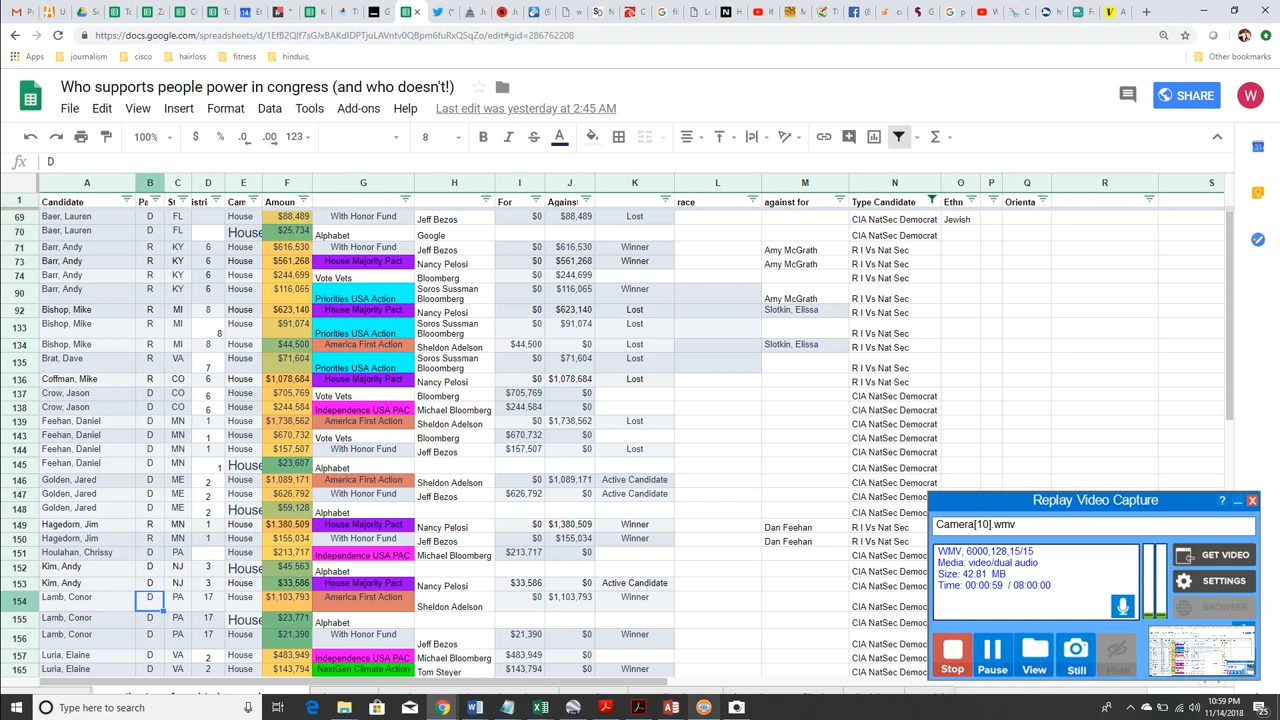 https://docs.google.com/spreadsheets/d/1EfB2Qlf7sGJxBAKdIDPTjuLAVntv0QBpm6fuRxQSqZo/edit#gid=286762208
Apps journalism cisco hairloss fitness hinduis, Other bookmarks
Who supports people power in congress (and who doesn't!)
File Edit View Insert Format Data Tools Add-ons Help Last edit was yesterday at 2:45 AM
SHARE W
100% $ % .0 .00 123 8 B I S A
fx D
A B C D E F G H I J K L M N O P Q R S
1 Candidate Pa St istri Cam Amoun For Agains race against for Type Candidate Ethn Orienta
69 Baer, Lauren D FL House $88,489 With Honor Fund Jeff Bezos $0 $88,489 Lost CIA NatSec Democrat Jewish
70 Baer, Lauren D FL House $25,734 Alphabet Google CIA NatSec Democrat
71 Barr, Andy R KY 6 House $616,530 With Honor Fund Jeff Bezos $0 $616,530 Winner Amy McGrath R I Vs Nat Sec
73 Barr, Andy R KY 6 House $561,268 House Majority Pact Nancy Pelosi $0 $561,268 Winner Amy McGrath R I Vs Nat Sec
74 Barr, Andy R KY 6 House $244,699 Vote Vets Bloomberg $0 $244,699 R I Vs Nat Sec
90 Barr, Andy R KY 6 House $116,065 Priorities USA Action Soros Sussman Blooomberg $0 $116,065 Winner Amy McGrath R I Vs Nat Sec
92 Bishop, Mike R MI 8 House $623,140 House Majority Pact Nancy Pelosi $0 $623,140 Lost Slotkin, Elissa R I Vs Nat Sec
133 Bishop, Mike R MI 8 House $91,074 Priorities USA Action Soros Sussman Blooomberg $0 $91,074 Lost R I Vs Nat Sec
134 Bishop, Mike R MI 8 House $44,500 America First Action Sheldon Adelson $44,500 $0 Lost Slotkin, Elissa R I Vs Nat Sec
135 Brat, Dave R VA 7 House $71,604 Priorities USA Action Soros Sussman Blooomberg $0 $71,604 Lost R I Vs Nat Sec
136 Coffman, Mike R CO 6 House $1,078,684 House Majority Pact Nancy Pelosi $0 $1,078,684 Lost R I Vs Nat Sec
137 Crow, Jason D CO 6 House $705,769 Vote Vets Bloomberg $705,769 $0 CIA NatSec Democrat
138 Crow, Jason D CO 6 House $244,584 Independence USA PAC Michael Bloomberg $244,584 $0 CIA NatSec Democrat
139 Feehan, Daniel D MN 1 House $1,738,562 America First Action Sheldon Adelson $0 $1,738,562 Lost CIA NatSec Democrat
143 Feehan, Daniel D MN 1 House $670,732 Vote Vets Bloomberg $670,732 $0 CIA NatSec Democrat
144 Feehan, Daniel D MN 1 House $157,507 With Honor Fund Jeff Bezos $157,507 $0 Lost CIA NatSec Democrat
145 Feehan, Daniel D MN 1 House $23,607 Alphabet CIA NatSec Democrat
146 Golden, Jared D ME 2 House $1,089,171 America First Action Sheldon Adelson $0 $1,089,171 Active Candidate CIA NatSec Democrat
147 Golden, Jared D ME 2 House $626,792 With Honor Fund Jeff Bezos $626,792 $0 Active Candidate CIA NatSec Democrat
148 Golden, Jared D ME 2 House $59,128 Alphabet CIA NatSec
149 Hagedorn, Jim R MN 1 House $1,380,509 House Majority Pact Nancy Pelosi $0 $1,380,509 Winner Dan Feehan R I Vs Nat Sec
150 Hagedorn, Jim R MN 1 House $155,034 With Honor Fund Jeff Bezos $0 $155,034 Winner Dan Feehan R I Vs Nat Sec
151 Houlahan, Chrissy D PA House $213,717 Independence USA PAC Michael Bloomberg $213,717 $0 CIA NatSec
152 Kim, Andy D NJ 3 House $45,563 Alphabet CIA NatSec
153 Kim, Andy D NJ 3 House $33,586 House Majority Pact Nancy Pelosi $33,586 $0 Active Candidate CIA NatSec
154 Lamb, Conor D PA 17 House $1,103,793 America First Action Sheldon Adelson $0 $1,103,793 Winner CIA NatSec
155 Lamb, Conor D PA 17 House $23,771 Alphabet CIA NatSec
156 Lamb, Conor D PA 17 House $21,390 With Honor Fund Jeff Bezos $21,390 $0 Winner CIA NatSec
157 Luria, Elaine D VA 2 House $483,949 Independence USA PAC Michael Bloomberg $483,949 $0 CIA NatSec
165 Luria, Elaine D VA 2 House $143,794 NextGen Climate Action Tom Steyer $143,794 $0 Winner CIA NatSec
Replay Video Capture
Camera[10].wmv
WMV, 6000,128,15/15
Media: video/dual audio
Size: 42.81 MB
Time: 00:00:59 / 08:00:00
GET VIDEO
SETTINGS
BROWSER
Stop Pause View Still Hide
Type here to search
10:59 PM
11/14/2018
25